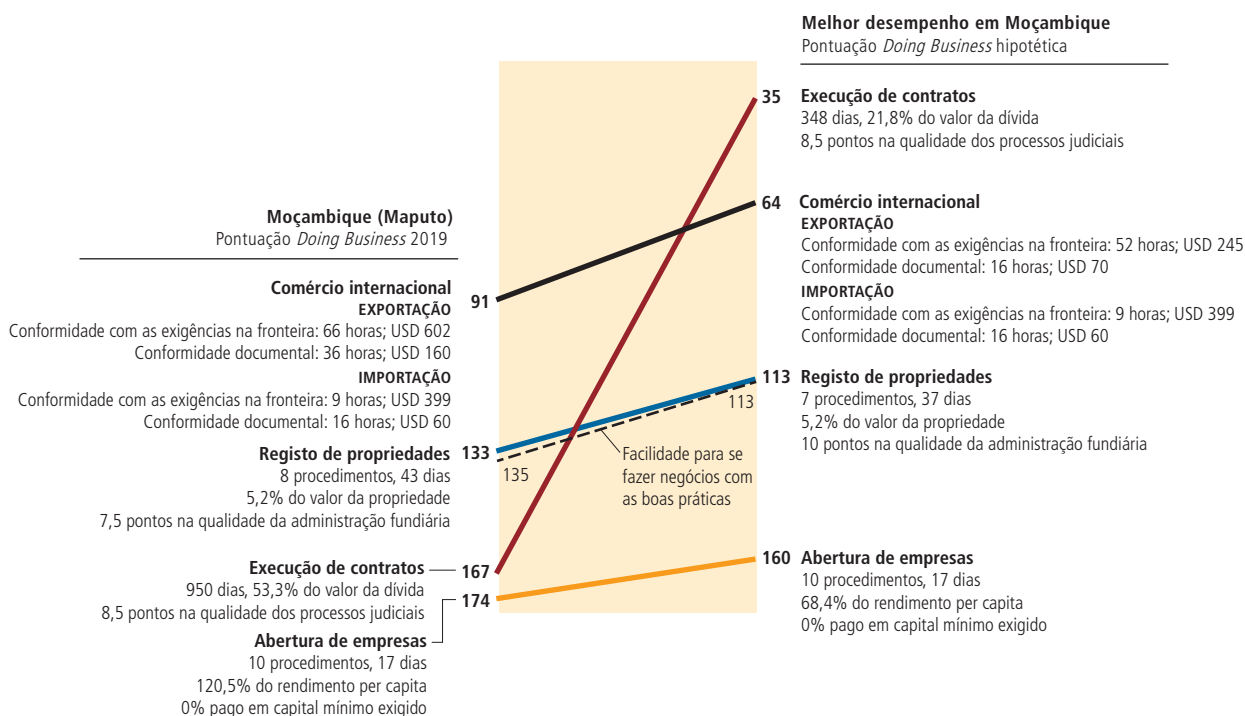 Moçambique (Maputo)
Pontuação Doing Business 2019
Comércio internacional
91
EXPORTAÇÃO
Conformidade com as exigências na fronteira: 66 horas; USD 602
Conformidade documental: 36 horas; USD 160
IMPORTAÇÃO
Conformidade com as exigências na fronteira: 9 horas; USD 399
Conformidade documental: 16 horas; USD 60
Registo de propriedades
133
8 procedimentos, 43 dias
5,2% do valor da propriedade
7,5 pontos na qualidade da administração fundiária
135
Execução de contratos
167
950 dias, 53,3% do valor da dívida
8,5 pontos na qualidade dos processos judiciais
174
Abertura de empresas
10 procedimentos, 17 dias
120,5% do rendimento per capita
0% pago em capital mínimo exigido
Facilidade para se
fazer negócios com
as boas práticas
Melhor desempenho em Moçambique
Pontuação Doing Business hipotética
35 Execução de contratos
348 dias, 21,8% do valor da dívida
8,5 pontos na qualidade dos processos judiciais
64 Comércio internacional
EXPORTAÇÃO
Conformidade com as exigências na fronteira: 52 horas; USD 245
Conformidade documental: 16 horas; USD 70
IMPORTAÇÃO
Conformidade com as exigências na fronteira: 9 horas; USD 399
Conformidade documental: 16 horas; USD 60
113 Registo de propriedades
113
7 procedimentos, 37 dias
5,2% do valor da propriedade
10 pontos na qualidade da administração fundiária
160 Abertura de empresas
10 procedimentos, 17 dias
68,4% do rendimento per capita
0% pago em capital mínimo exigido